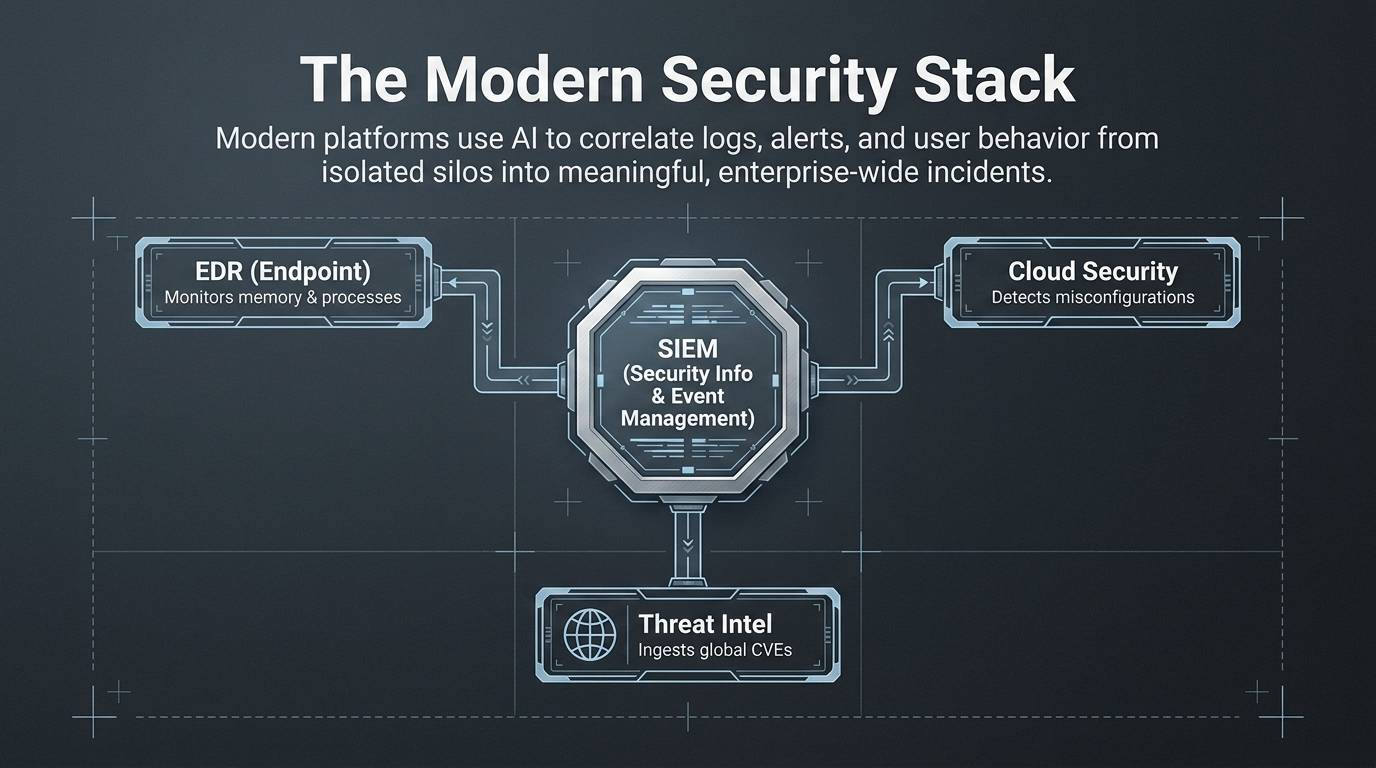 The Modern Security Stack
Modern platforms use AI to correlate logs, alerts, and user behavior from
isolated silos into meaningful, enterprise-wide incidents.
EDR (Endpoint)
Monitors memory & processes
Cloud Security
Detects misconfigurations
SIEM
(Security Info
& Event
Management)
Threat Intel
Ingests global CVEs